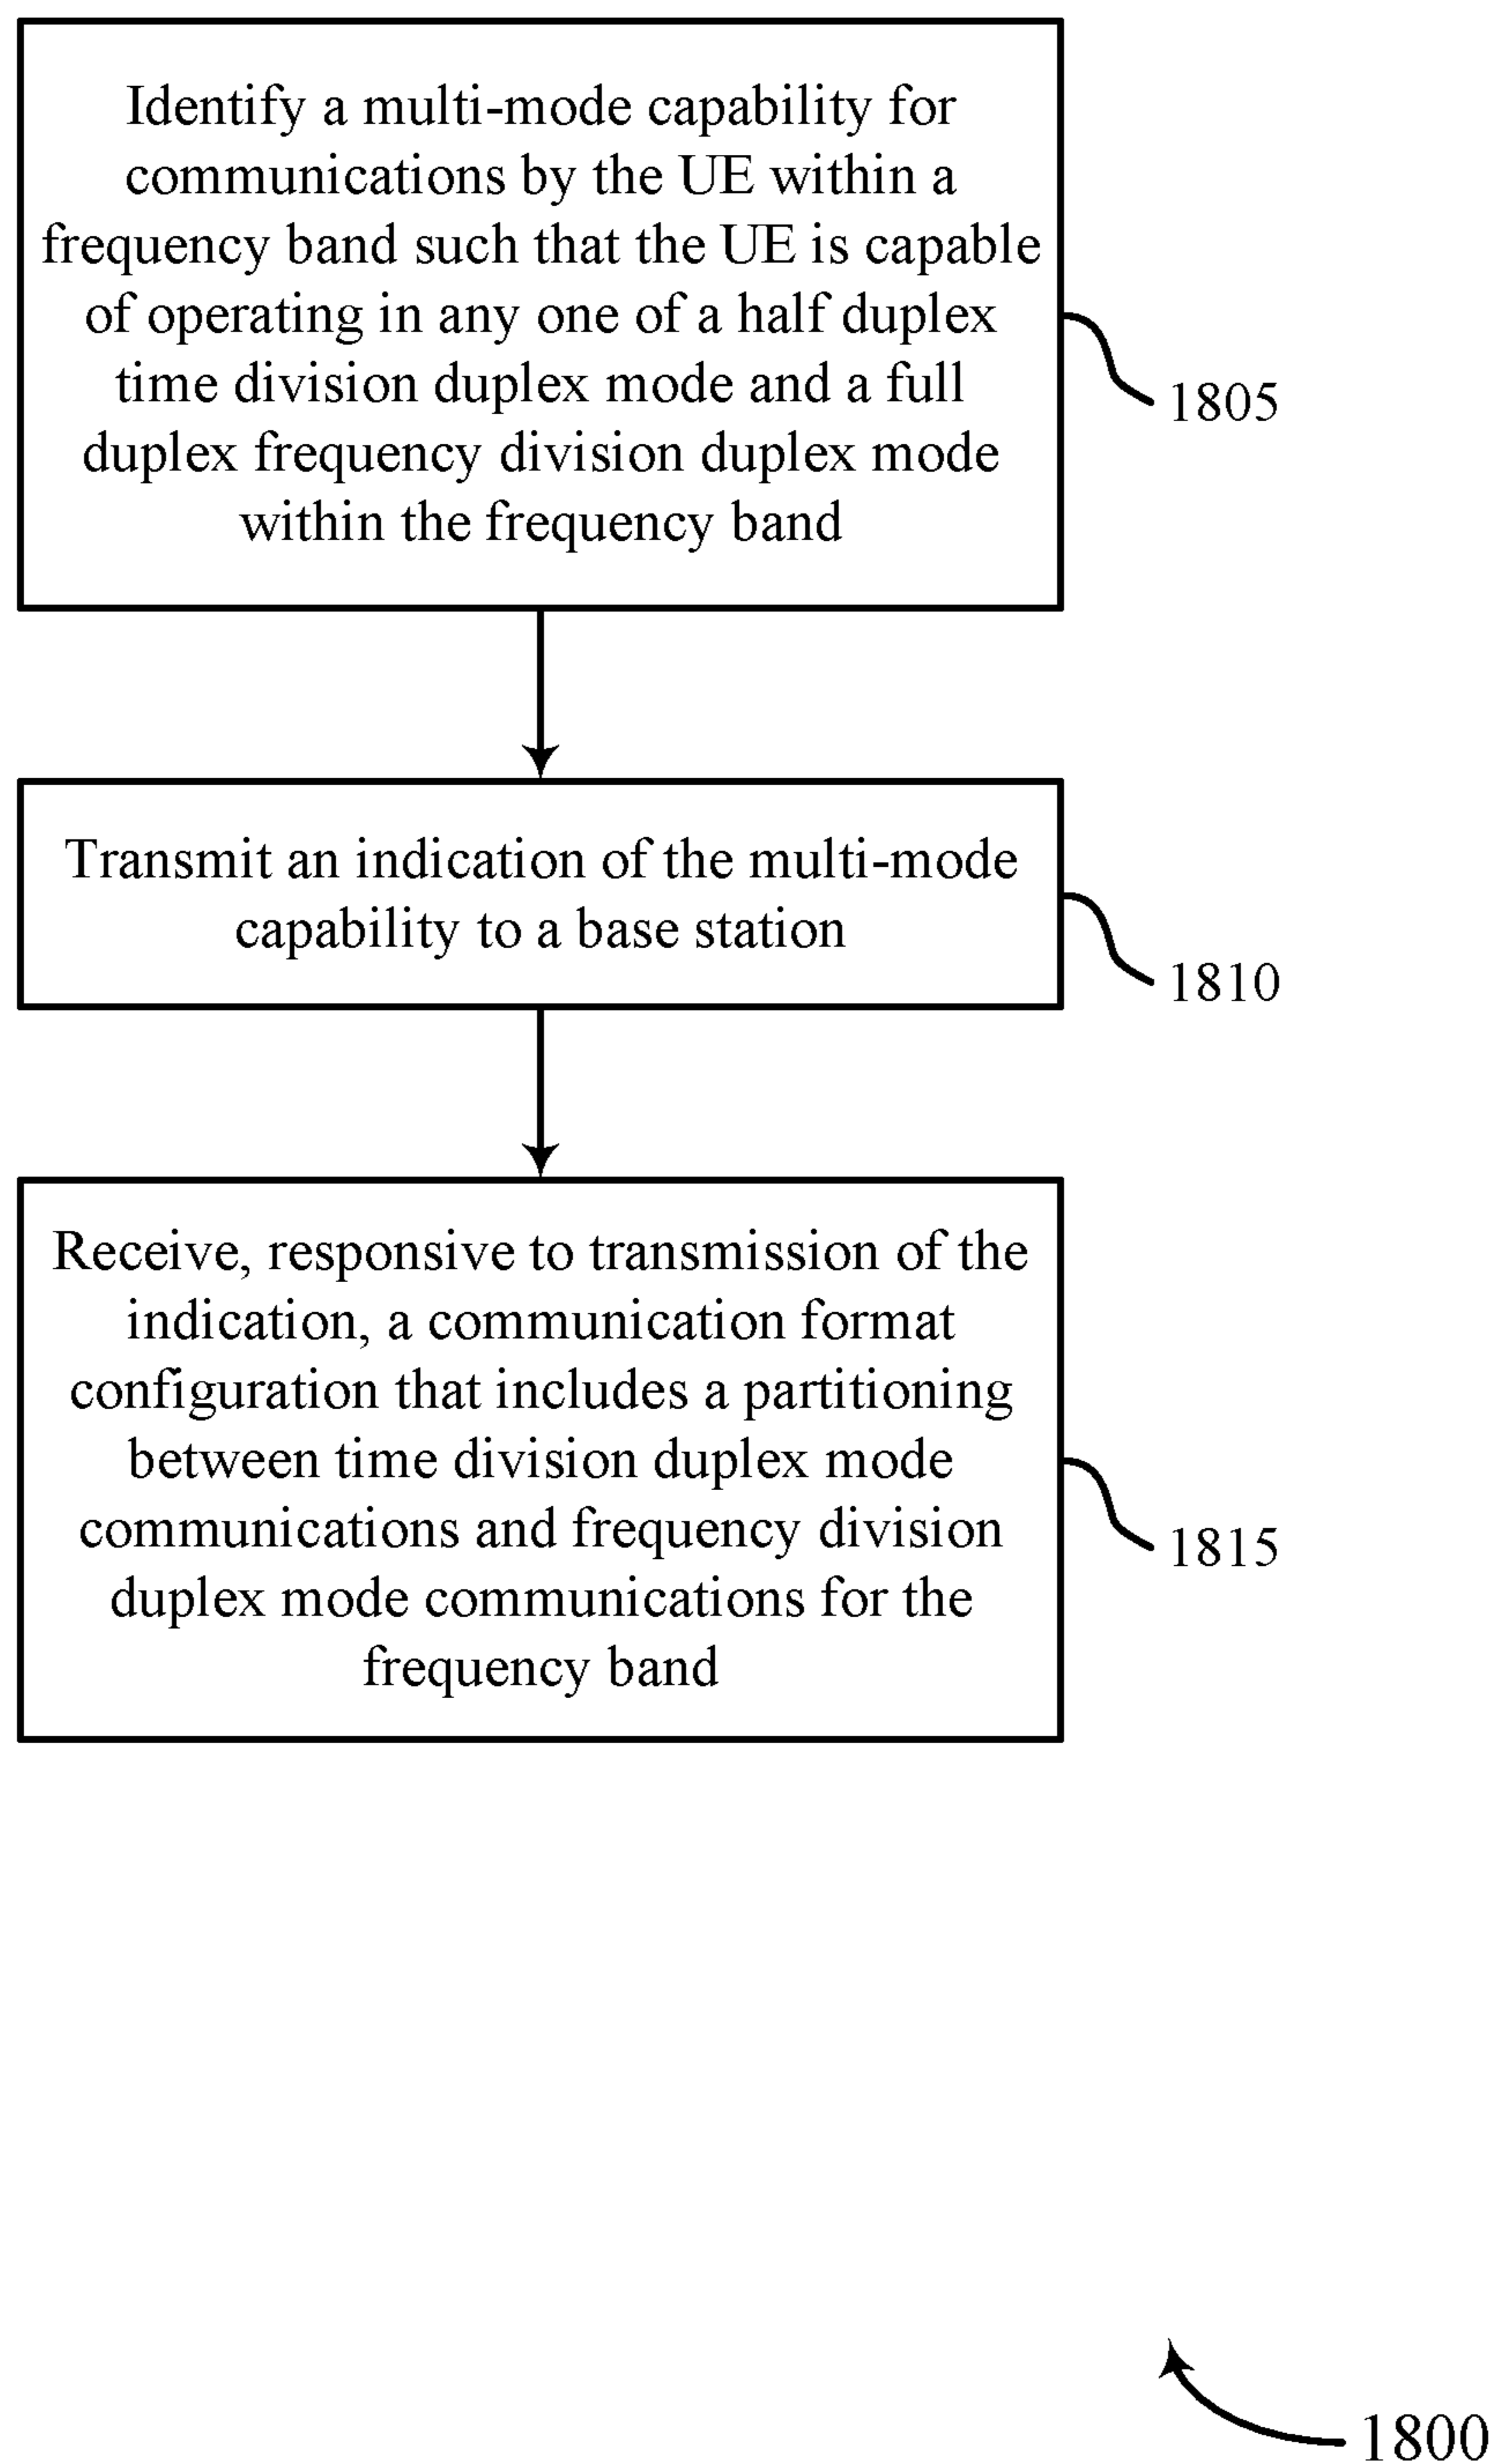 Identify a multi-mode capability for
communications by the UE within a
frequency band such that the UE is capable
of operating in any one of a half duplex
time division duplex mode and a full
duplex frequency division duplex mode
within the frequency band
1805
Transmit an indication of the multi-mode
capability to a base station
1810
Receive, responsive to transmission of the
indication, a communication format
configuration that includes a partitioning
between time division duplex mode
communications and frequency division
duplex mode communications for the
frequency band
1815
1800